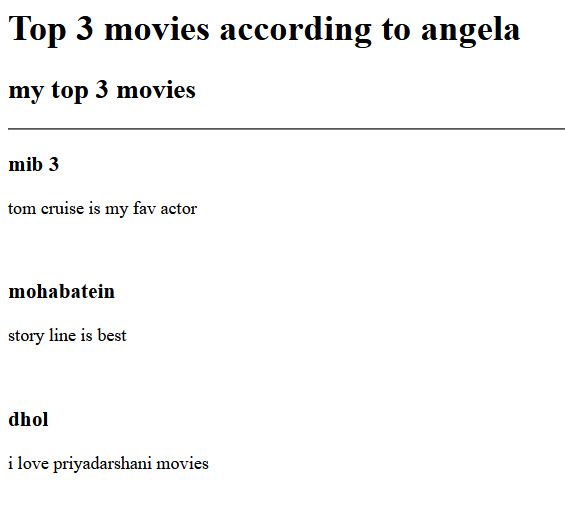 Top 3 movies according to angela
my top 3 movies
mib 3
tom cruise is my fav actor
mohabatein
story line is best
dhol
i love priyadarshani movies